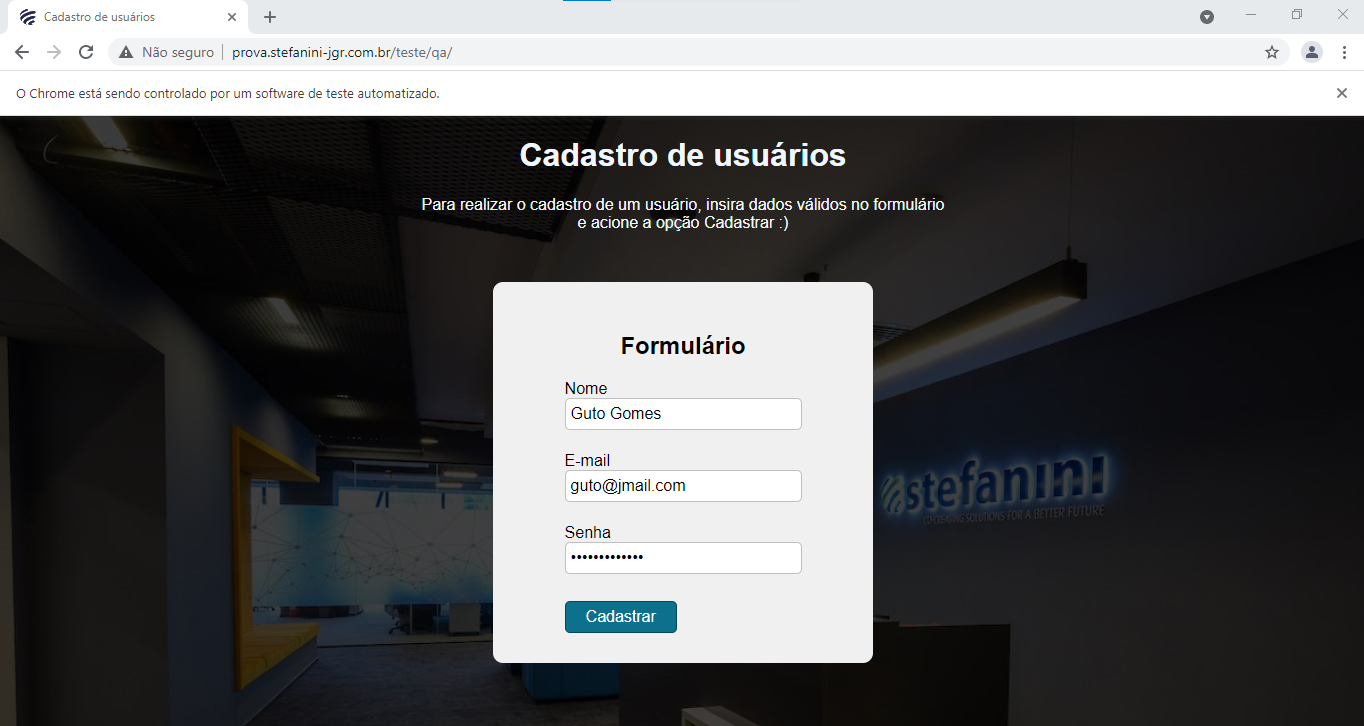 Cadastro de usuários
Não seguro
prova.stefanini-jgr.com.br/teste/qa/
O Chrome está sendo controlado por um software de teste automatizado.
Cadastro de usuários
Para realizar o cadastro de um usuário, insira dados válidos no formulário
e acione a opção Cadastrar :)
Formulário
Nome
Guto Gomes
E-mail
guto@jmail.com
Senha
•••••••••••••
Cadastrar
stefanini
CO-CREATING SOLUTIONS FOR A BETTER FUTURE